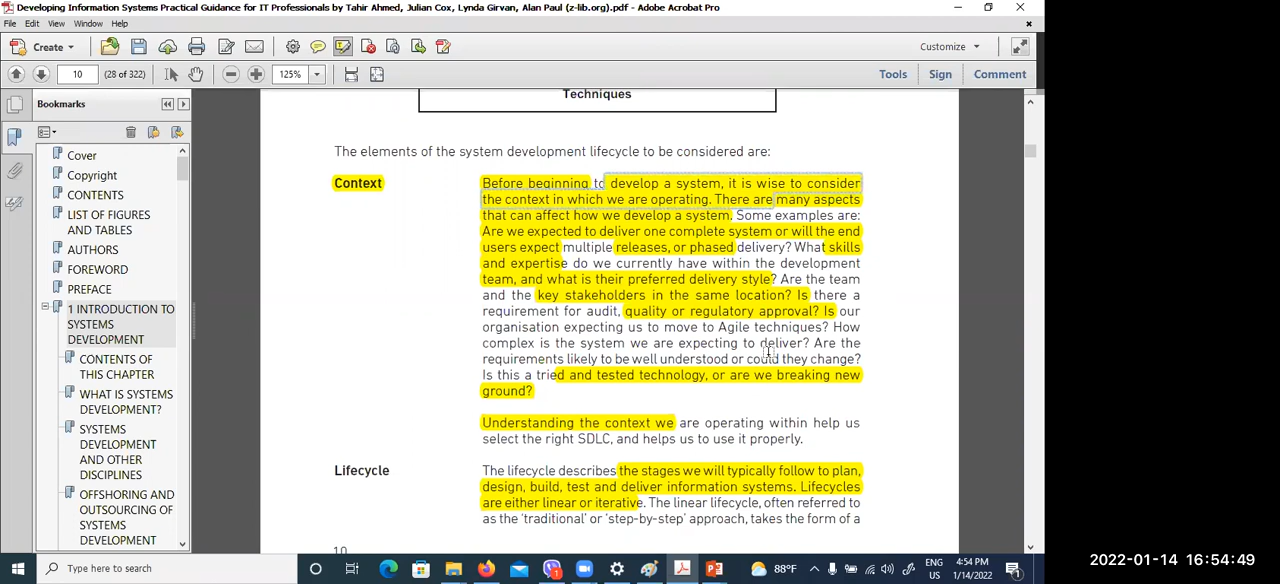 Developing Information Systems Practical Guidance for IT Professionals by Tahir Ahmed, Julian Cox, Lynda Girvan, Alan Paul (z-lib.org).pdf - Adobe Acrobat Pro
File Edit View Window Help
Create Customize
10 (28 of 322) 125% Tools Sign Comment
Bookmarks
Cover
Copyright
CONTENTS
LIST OF FIGURES
AND TABLES
AUTHORS
FOREWORD
PREFACE
1 INTRODUCTION TO
SYSTEMS
DEVELOPMENT
CONTENTS OF
THIS CHAPTER
WHAT IS SYSTEMS
DEVELOPMENT?
SYSTEMS
DEVELOPMENT
AND OTHER
DISCIPLINES
OFFSHORING AND
OUTSOURCING OF
SYSTEMS
DEVELOPMENT
Techniques
The elements of the system development lifecycle to be considered are:
Context
Before beginning to develop a system, it is wise to consider
the context in which we are operating. There are many aspects
that can affect how we develop a system. Some examples are:
Are we expected to deliver one complete system or will the end
users expect multiple releases, or phased delivery? What skills
and expertise do we currently have within the development
team, and what is their preferred delivery style? Are the team
and the key stakeholders in the same location? Is there a
requirement for audit, quality or regulatory approval? Is our
organisation expecting us to move to Agile techniques? How
complex is the system we are expecting to deliver? Are the
requirements likely to be well understood or could they change?
Is this a tried and tested technology, or are we breaking new
ground?
Understanding the context we are operating within help us
select the right SDLC, and helps us to use it properly.
Lifecycle
The lifecycle describes the stages we will typically follow to plan,
design, build, test and deliver information systems. Lifecycles
are either linear or iterative. The linear lifecycle, often referred to
as the ‘traditional’ or ‘step-by-step’ approach, takes the form of a
10
Type here to search
88°F
ENG
US
4:54 PM
1/14/2022
2022-01-14 16:54:49